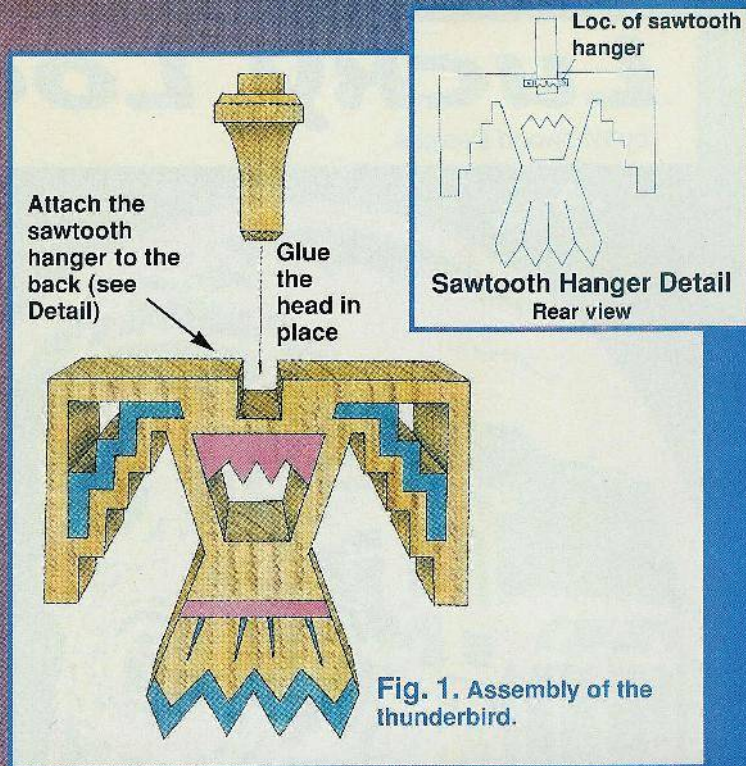 Loc. of sawtooth
hanger
Attach the
sawtooth
hanger to the
back (see
Detail)
Glue
the
head in
place
Sawtooth Hanger Detail
Rear view
Fig. 1. Assembly of the
thunderbird.